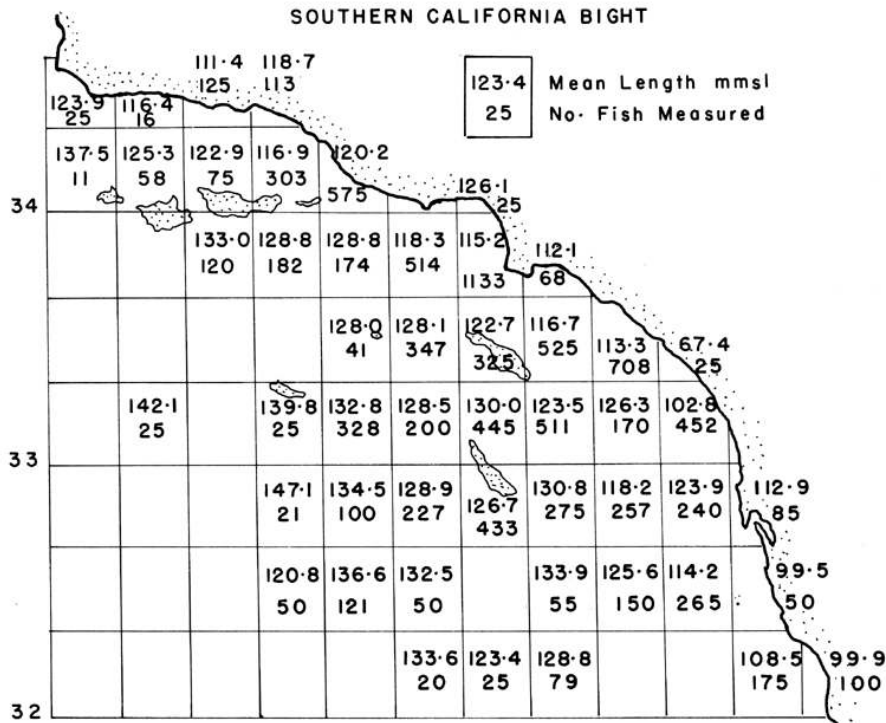 SOUTHERN CALIFORNIA BIGHT
111·4 118·7
125 113
123·4 Mean Length mmsl
25 No· Fish Measured
123·9 116·4
25 16
137·5 125·3 122·9 116·9 120·2
11 58 75 303 575
126·1
25
34
133·0 128·8 128·8 118·3 115·2 112·1
120 182 174 514 1133 68
128·0 128·1 122·7 116·7 113·3 67·4
41 347 325 525 708 25
142·1 139·8 132·8 128·5 130·0 123·5 126·3 102·8
25 25 328 200 445 511 170 452
33
147·1 134·5 128·9 126·7 130·8 118·2 123·9 112·9
21 100 227 433 275 257 240 85
120·8 136·6 132·5 133·9 125·6 114·2 99·5
50 121 50 55 150 265 50
133·6 123·4 128·8 108·5 99·9
20 25 79 175 100
32